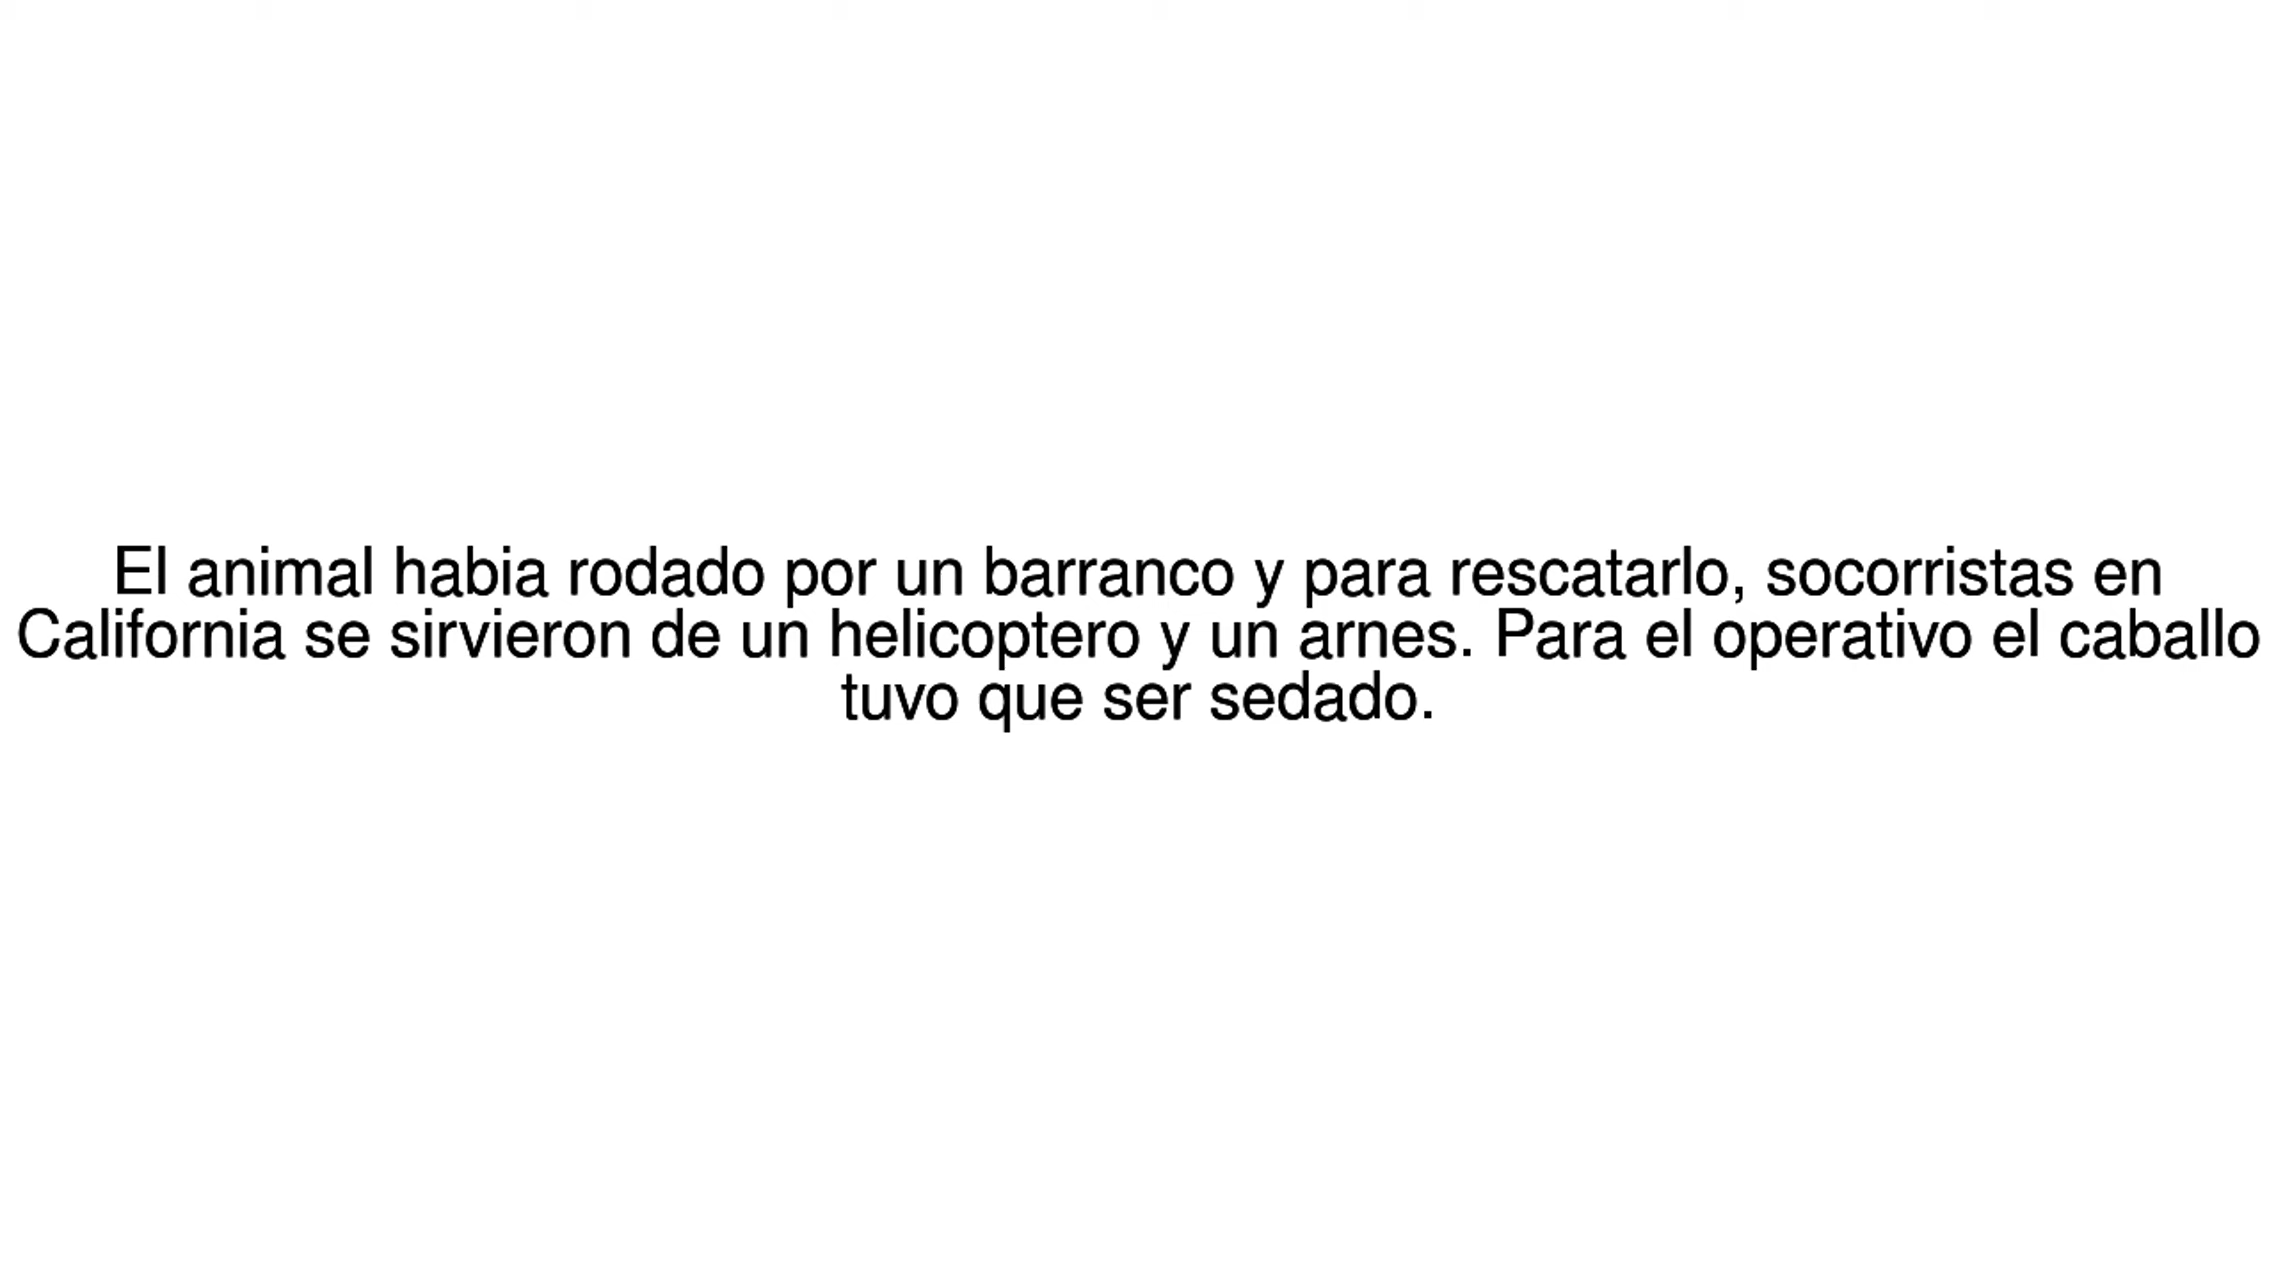 El animal habia rodado por un barranco y para rescatarlo, socorristas en
California se sirvieron de un helicoptero y un arnes. Para el operativo el caballo
tuvo que ser sedado.